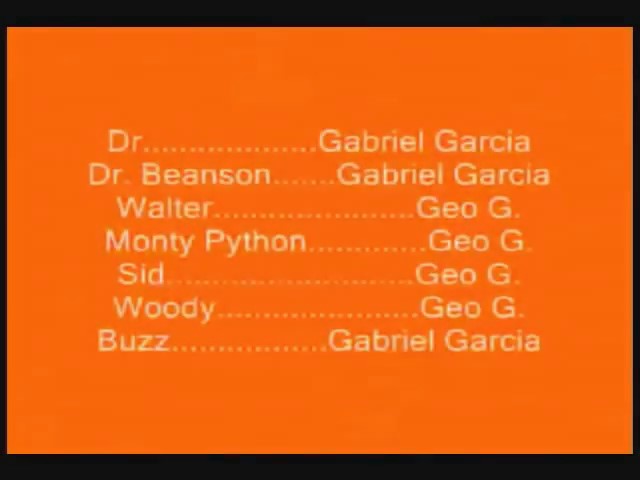 Dr...................Gabriel Garcia
Dr. Beanson.......Gabriel Garcia
Walter......................Geo G.
Monty Python.............Geo G.
Sid...........................Geo G.
Woody......................Geo G.
Buzz.................Gabriel Garcia